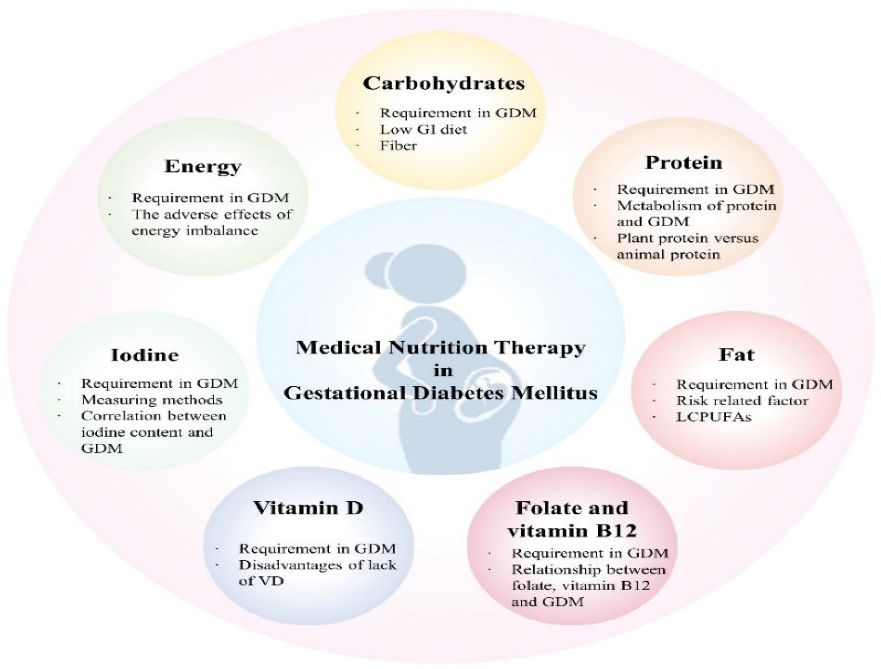 Carbohydrates
· Requirement in GDM
· Low GI diet
· Fiber
Protein
· Requirement in GDM
· Metabolism of protein
and GDM
· Plant protein versus
animal protein
Fat
· Requirement in GDM
· Risk related factor
· LCPUFAs
Folate and
vitamin B12
· Requirement in GDM
· Relationship between
folate, vitamin B12
and GDM
Vitamin D
· Requirement in GDM
· Disadvantages of lack
of VD
Iodine
· Requirement in GDM
· Measuring methods
· Correlation between
iodine content and
GDM
Energy
· Requirement in GDM
· The adverse effects of
energy imbalance
Medical Nutrition Therapy
in
Gestational Diabetes Mellitus